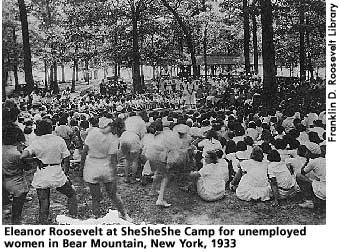 Franklin D. Roosevelt Library
Eleanor Roosevelt at SheSheShe Camp for unemployed
women in Bear Mountain, New York, 1933